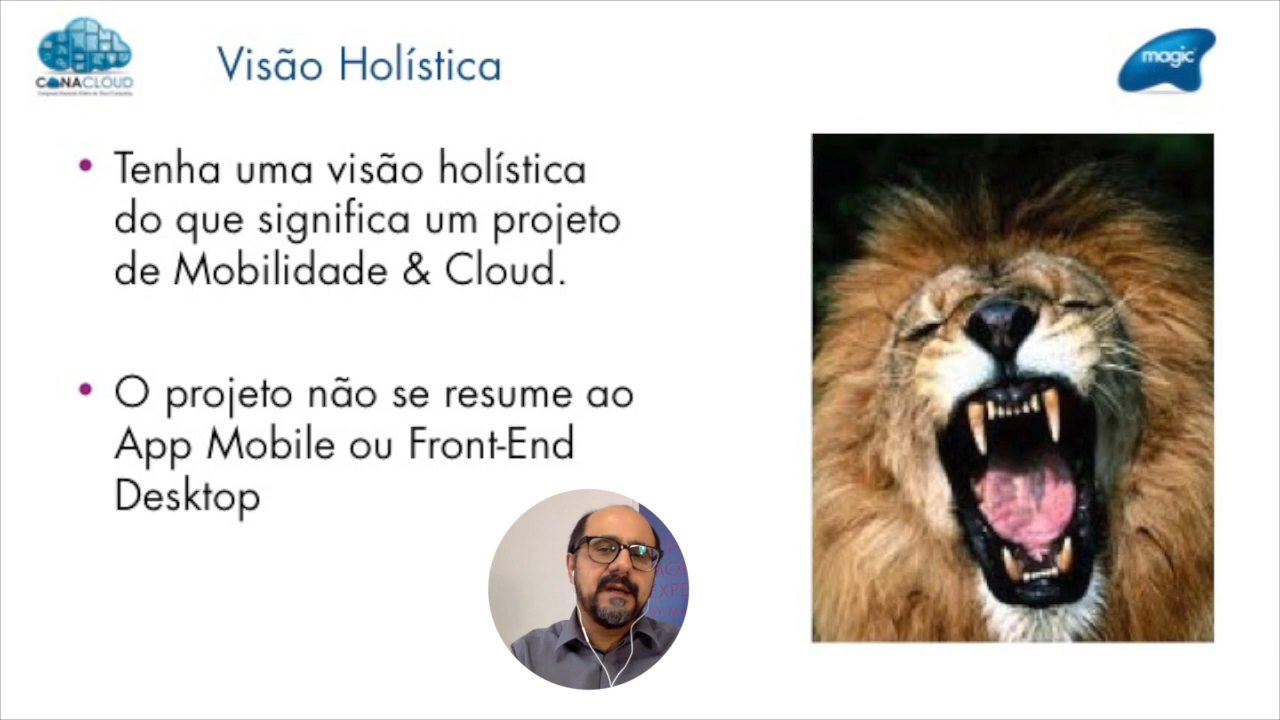 CONACLOUD
Visão Holística
magic
• Tenha uma visão holística
do que significa um projeto
de Mobilidade & Cloud.
• O projeto não se resume ao
App Mobile ou Front-End
Desktop
EXPE